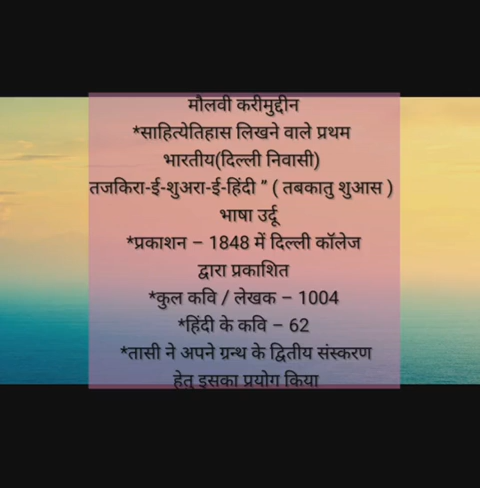 मौलवी करीमुद्दीन
*साहित्येतिहास लिखने वाले प्रथम
भारतीय(दिल्ली निवासी)
तजकिरा-ई-शुअरा-ई-हिंदी ” ( तबकातु शुआस )
भाषा उर्दू
*प्रकाशन – 1848 में दिल्ली कॉलेज
द्वारा प्रकाशित
*कुल कवि / लेखक – 1004
*हिंदी के कवि – 62
*तासी ने अपने ग्रन्थ के द्वितीय संस्करण
हेतु इसका प्रयोग किया